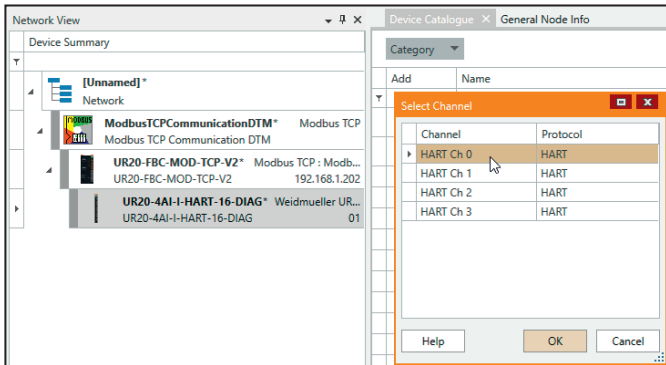 Network View
Device Summary
[Unnamed]*
Network
MODBUS
ModbusTCPCommunicationDTM* Modbus TCP
Modbus TCP Communication DTM
UR20-FBC-MOD-TCP-V2* Modbus TCP : Modb...
UR20-FBC-MOD-TCP-V2 192.168.1.202
UR20-4AI-I-HART-16-DIAG* Weidmueller UR...
UR20-4AI-I-HART-16-DIAG 01
Device Catalogue General Node Info
Category
Add Name
Select Channel
Channel Protocol
HART Ch 0 HART
HART Ch 1 HART
HART Ch 2 HART
HART Ch 3 HART
Help OK Cancel